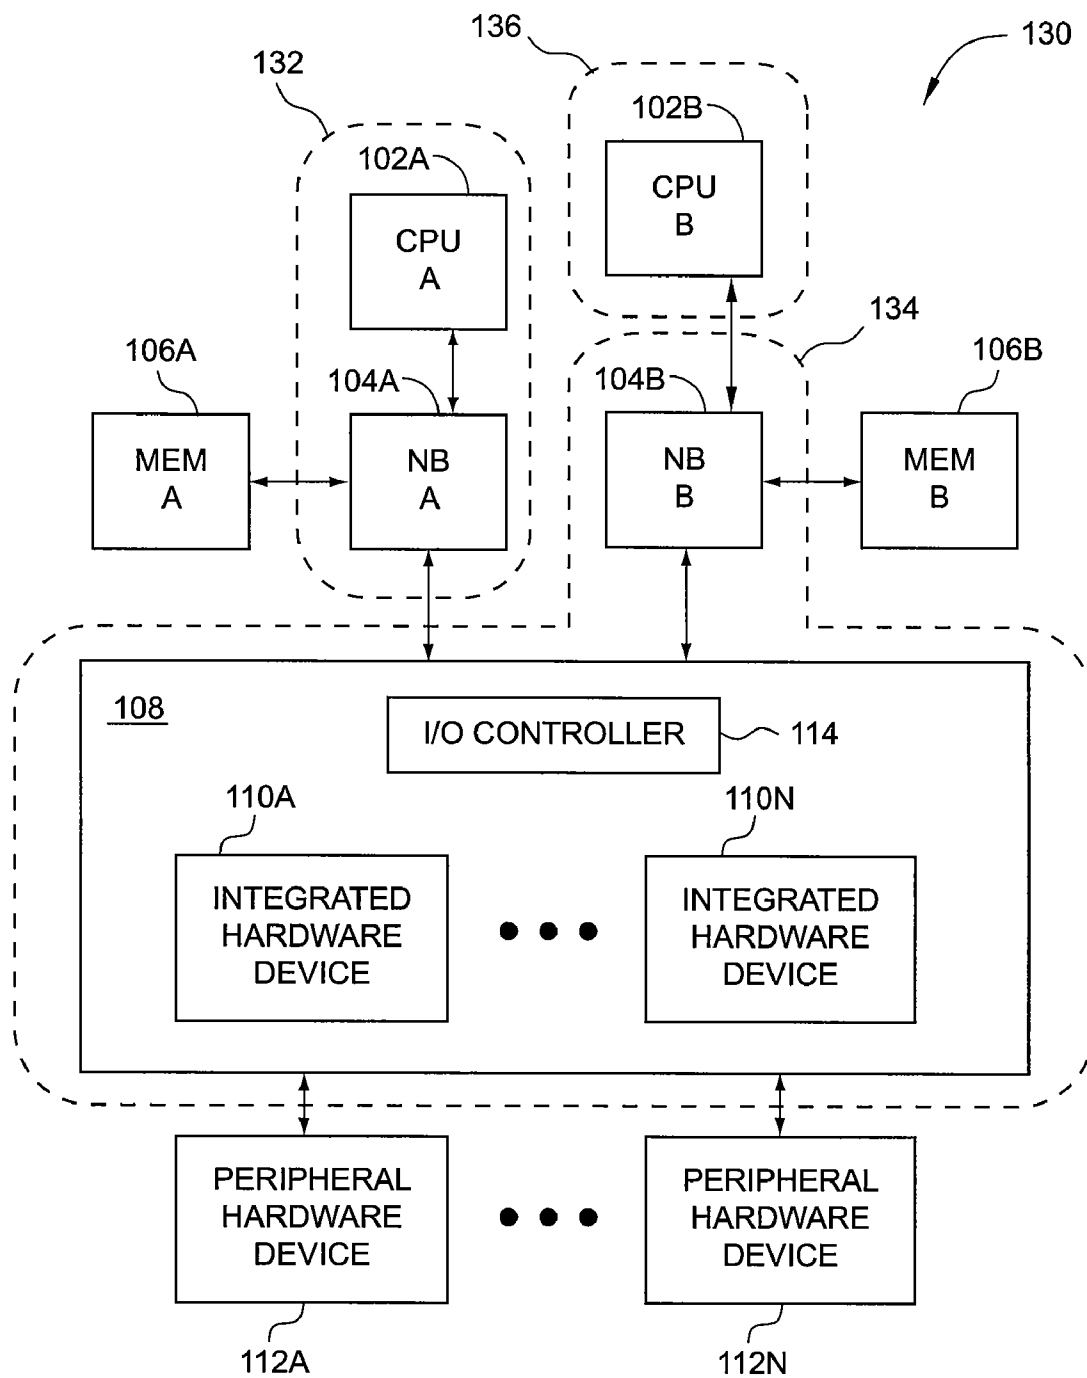 136
130
132
102B
102A
CPU
B
CPU
A
134
106A
104A
104B
106B
MEM
A
NB
A
NB
B
MEM
B
108
I/O CONTROLLER
114
110A
110N
INTEGRATED
HARDWARE
DEVICE
INTEGRATED
HARDWARE
DEVICE
PERIPHERAL
HARDWARE
DEVICE
PERIPHERAL
HARDWARE
DEVICE
112A
112N